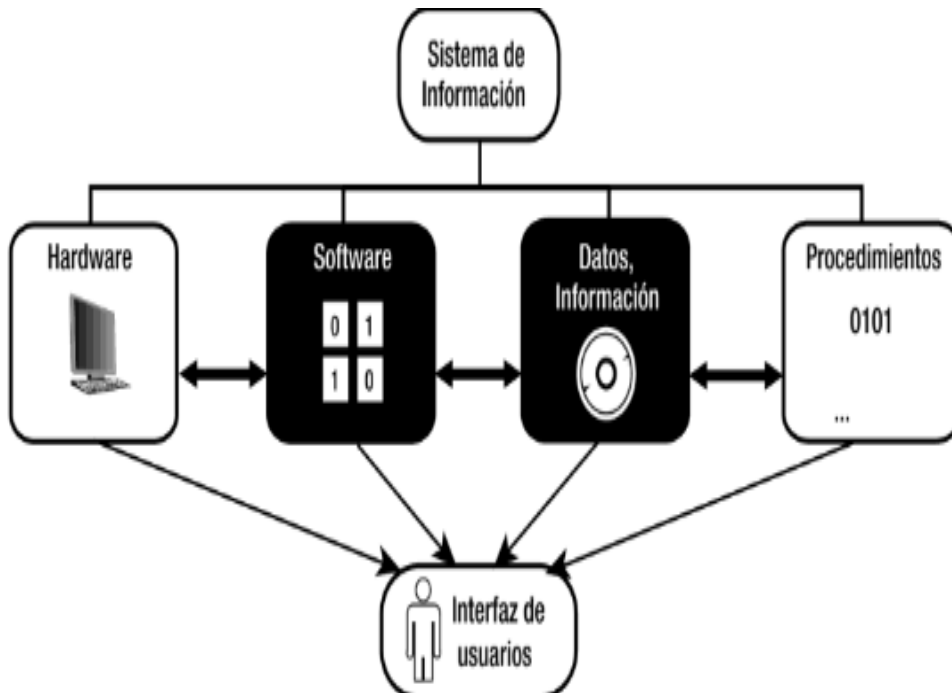 Sistema de
Información
Hardware
Software
0 1
1 0
Datos,
Información
Procedimientos
0101
...
Interfaz de
usuarios